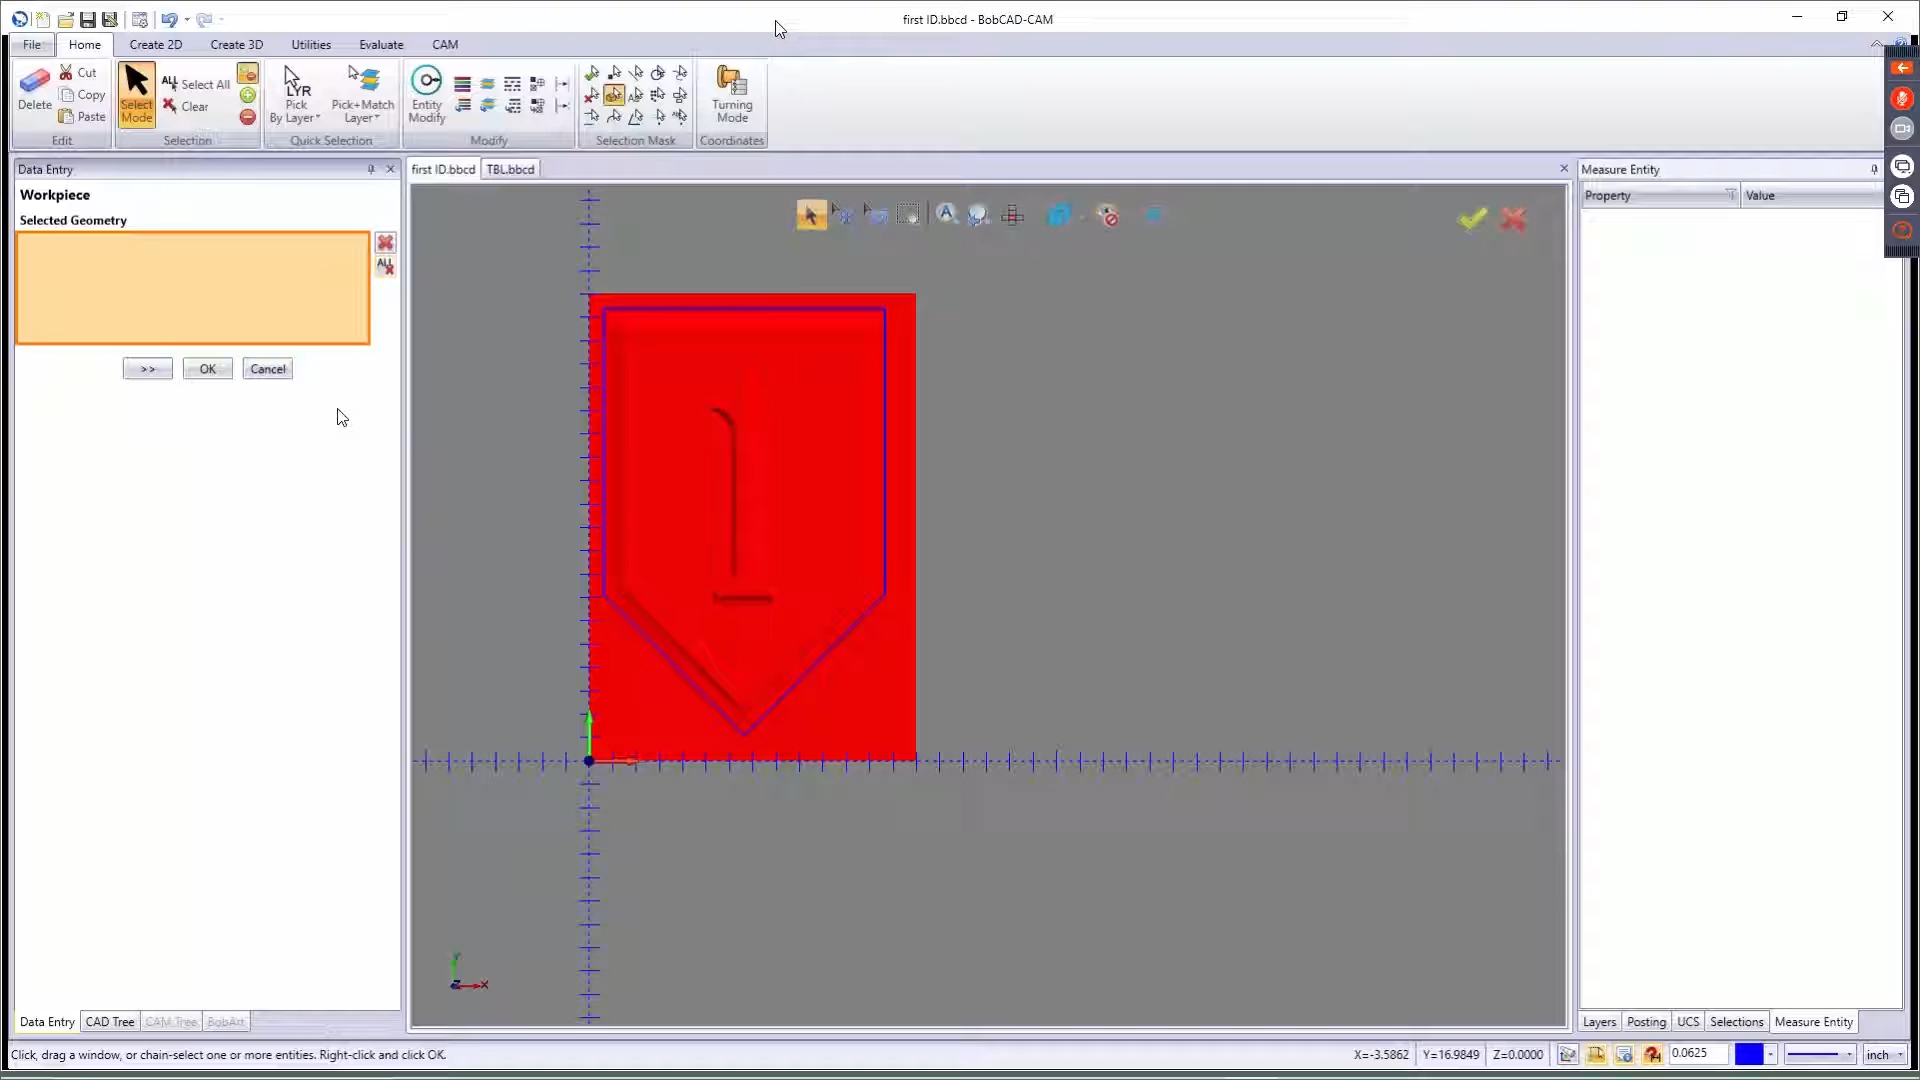 first ID.bbcd - BobCAD-CAM
File Home Create 2D Create 3D Utilities Evaluate CAM
Delete
Cut
Copy
Paste
Edit
Select Mode
ALL Select All
Clear
Selection
LYR
Pick By Layer
Pick+Match Layer
Quick Selection
Entity Modify
Modify
Selection Mask
Turning Mode
Coordinates
Data Entry
Workpiece
Selected Geometry
ALL
>> OK Cancel
first ID.bbcd TBL.bbcd
1
Y
Z X
Measure Entity
Property Value
Data Entry CAD Tree CAM Tree BobArt
Layers Posting UCS Selections Measure Entity
Click, drag a window, or chain-select one or more entities. Right-click and click OK.
X=-3.5862 Y=16.9849 Z=0.0000 0.0625 inch